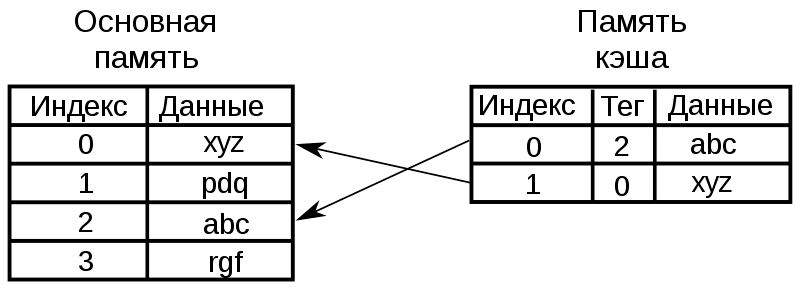 Основная
память
Индекс Данные
0 xyz
1 pdq
2 abc
3 rgf
Память
кэша
Индекс Тег Данные
0 2 abc
1 0 xyz